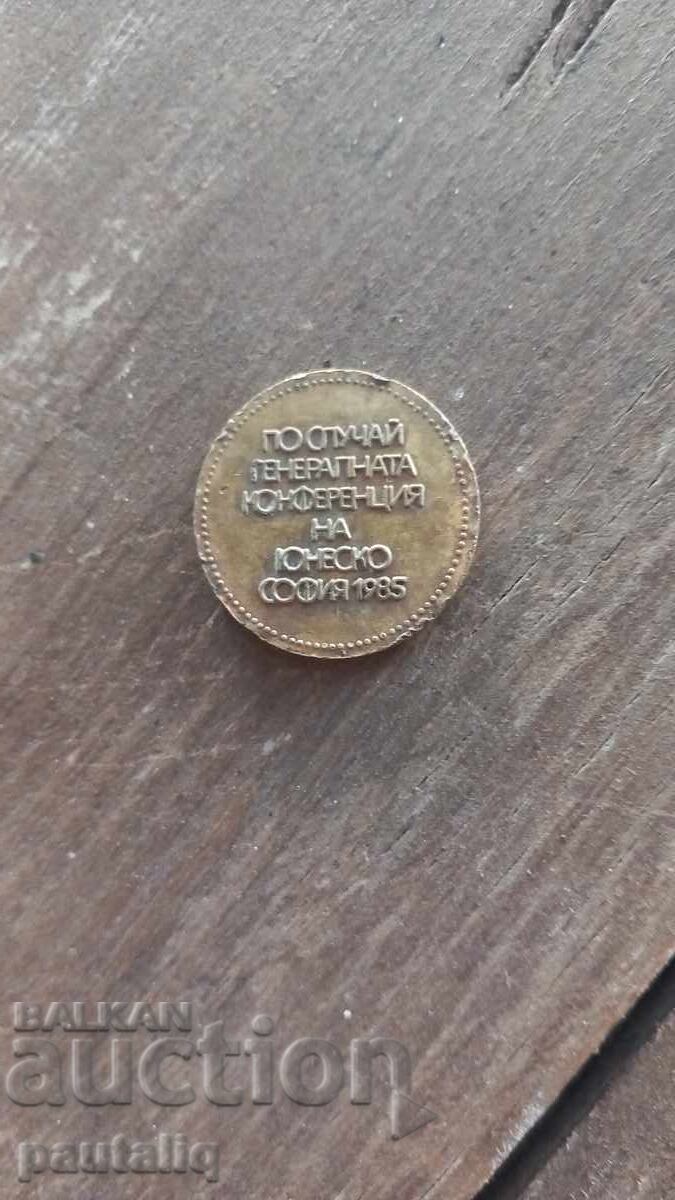 ПО СЛУЧАЙ
ГЕНЕРАЛНАТА
КОНФЕРЕНЦИЯ
НА
ЮНЕСКО
СОФИЯ 1985
BALKAN
auction
pautaliq